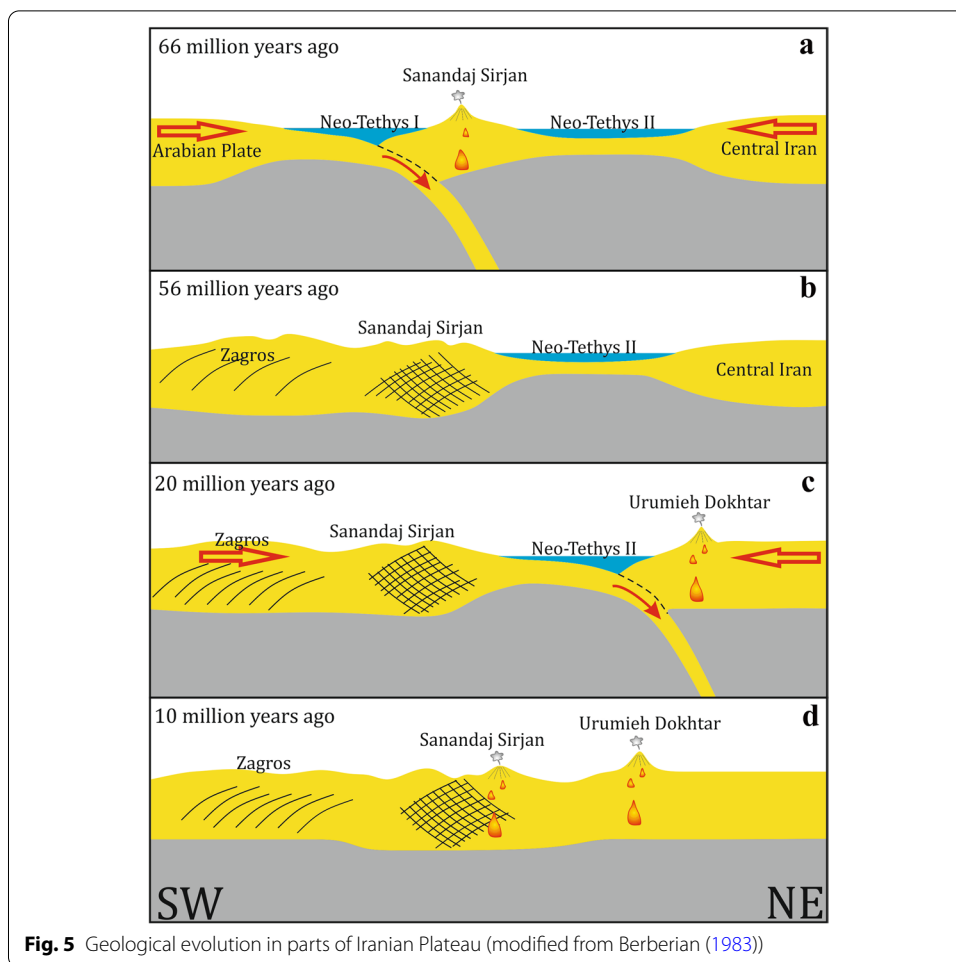 66 million years ago
a
Sanandaj Sirjan
Neo-Tethys I
Neo-Tethys II
Arabian Plate
Central Iran
56 million years ago
b
Sanandaj Sirjan
Zagros
Neo-Tethys II
Central Iran
20 million years ago
c
Urumieh Dokhtar
Zagros
Sanandaj Sirjan
Neo-Tethys II
10 million years ago
d
Urumieh Dokhtar
Sanandaj Sirjan
Zagros
SW
NE
Fig. 5 Geological evolution in parts of Iranian Plateau (modified from Berberian (1983))